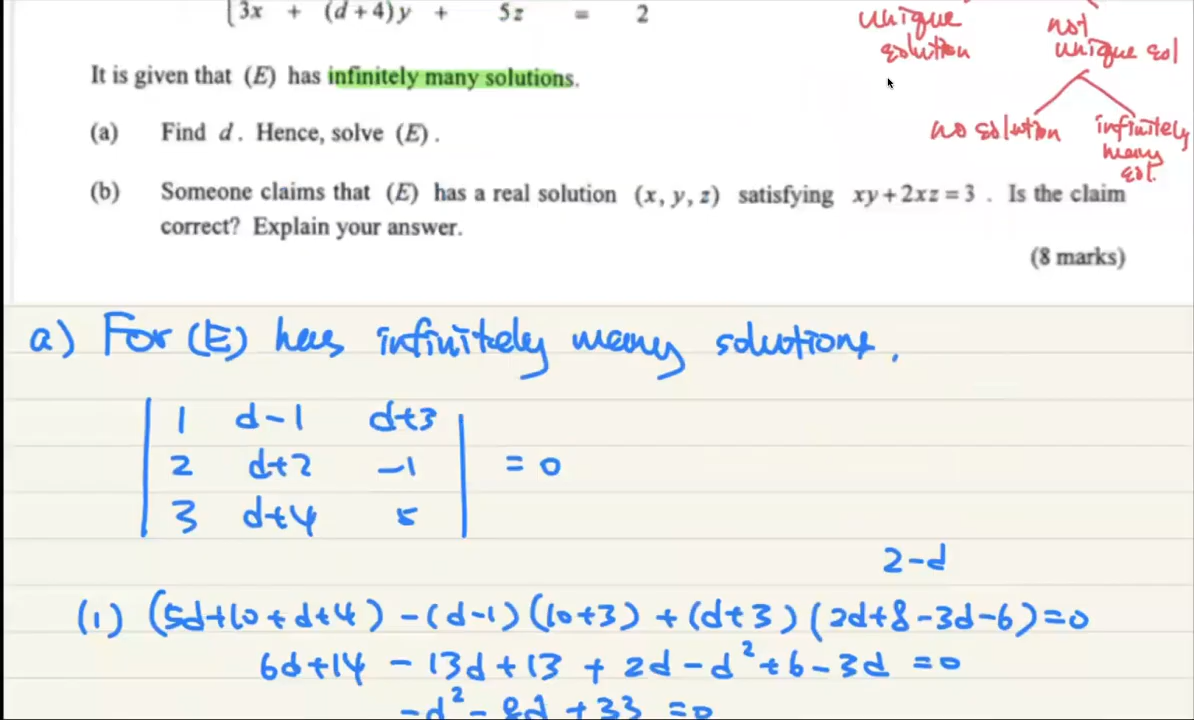 3x + (d+4)y + 5z = 2
unique solution
not unique sol
It is given that (E) has infinitely many solutions.
(a) Find d. Hence, solve (E).
no solution
infinitely many sol.
(b) Someone claims that (E) has a real solution (x, y, z) satisfying xy+2xz=3. Is the claim
correct? Explain your answer.
(8 marks)
a) For (E) has infinitely many solutions.
| 1 d-1 d+3 |
| 2 d+2 -1 | = 0
| 3 d+4 5 |
2-d
(1) (5d+10+d+4) -(d-1)(10+3) + (d+3)(2d+8-3d-6)=0
6d+14 - 13d+13 + 2d-d²+6-3d =0
-d² - 8d + 33 =0